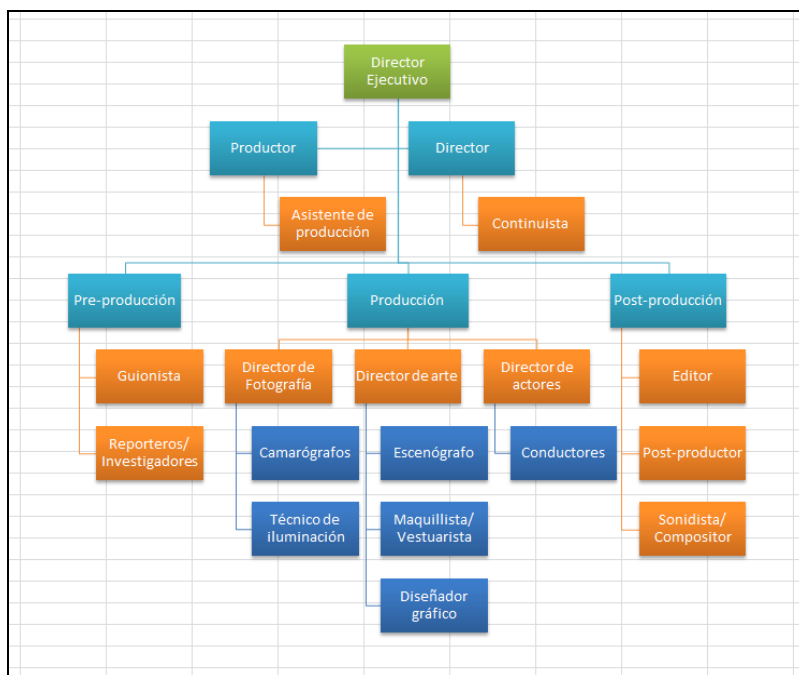 Director
Ejecutivo
Productor
Director
Asistente de
producción
Continuista
Pre-producción
Producción
Post-producción
Guionista
Director de
Fotografía
Director de arte
Director de
actores
Editor
Reporteros/
Investigadores
Camarógrafos
Escenógrafo
Conductores
Post-productor
Técnico de
iluminación
Maquillista/
Vestuarista
Sonidista/
Compositor
Diseñador
gráfico